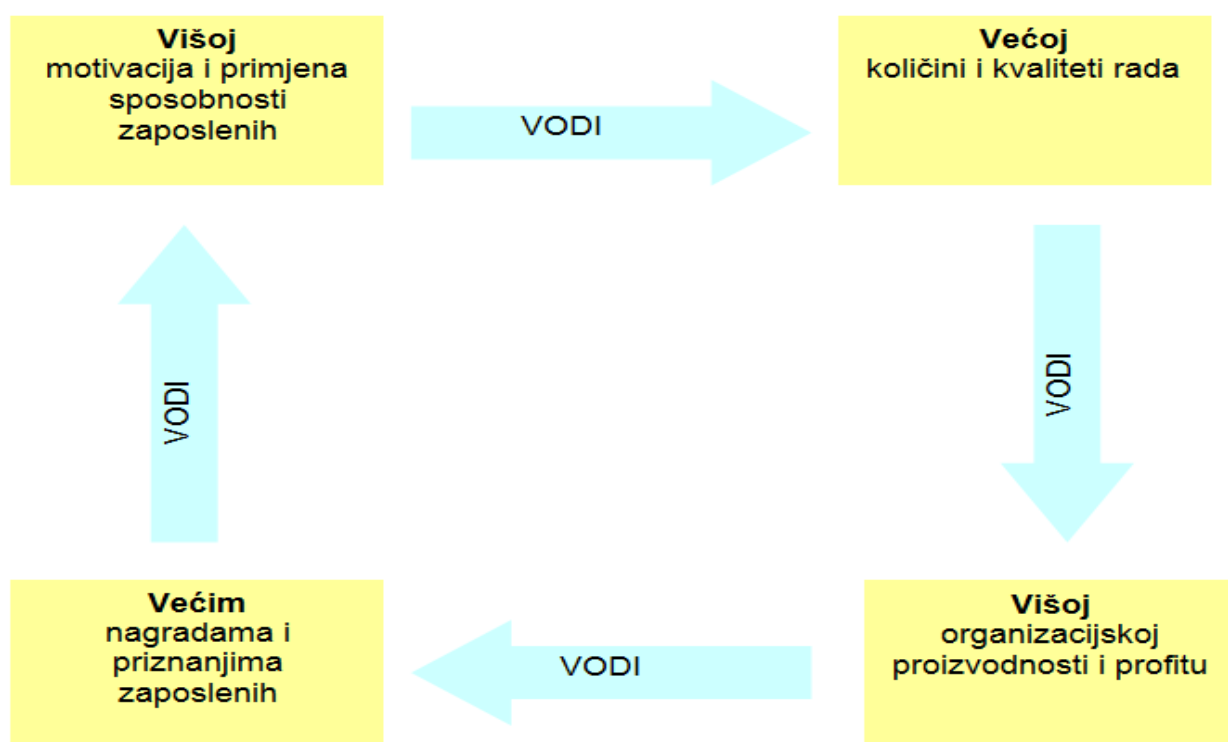 Višoj
motivacija i primjena
sposobnosti
zaposlenih
VODI
Većoj
količini i kvaliteti rada
VODI
Višoj
organizacijskoj
proizvodnosti i profitu
VODI
Većim
nagradama i
priznanjima
zaposlenih
VODI